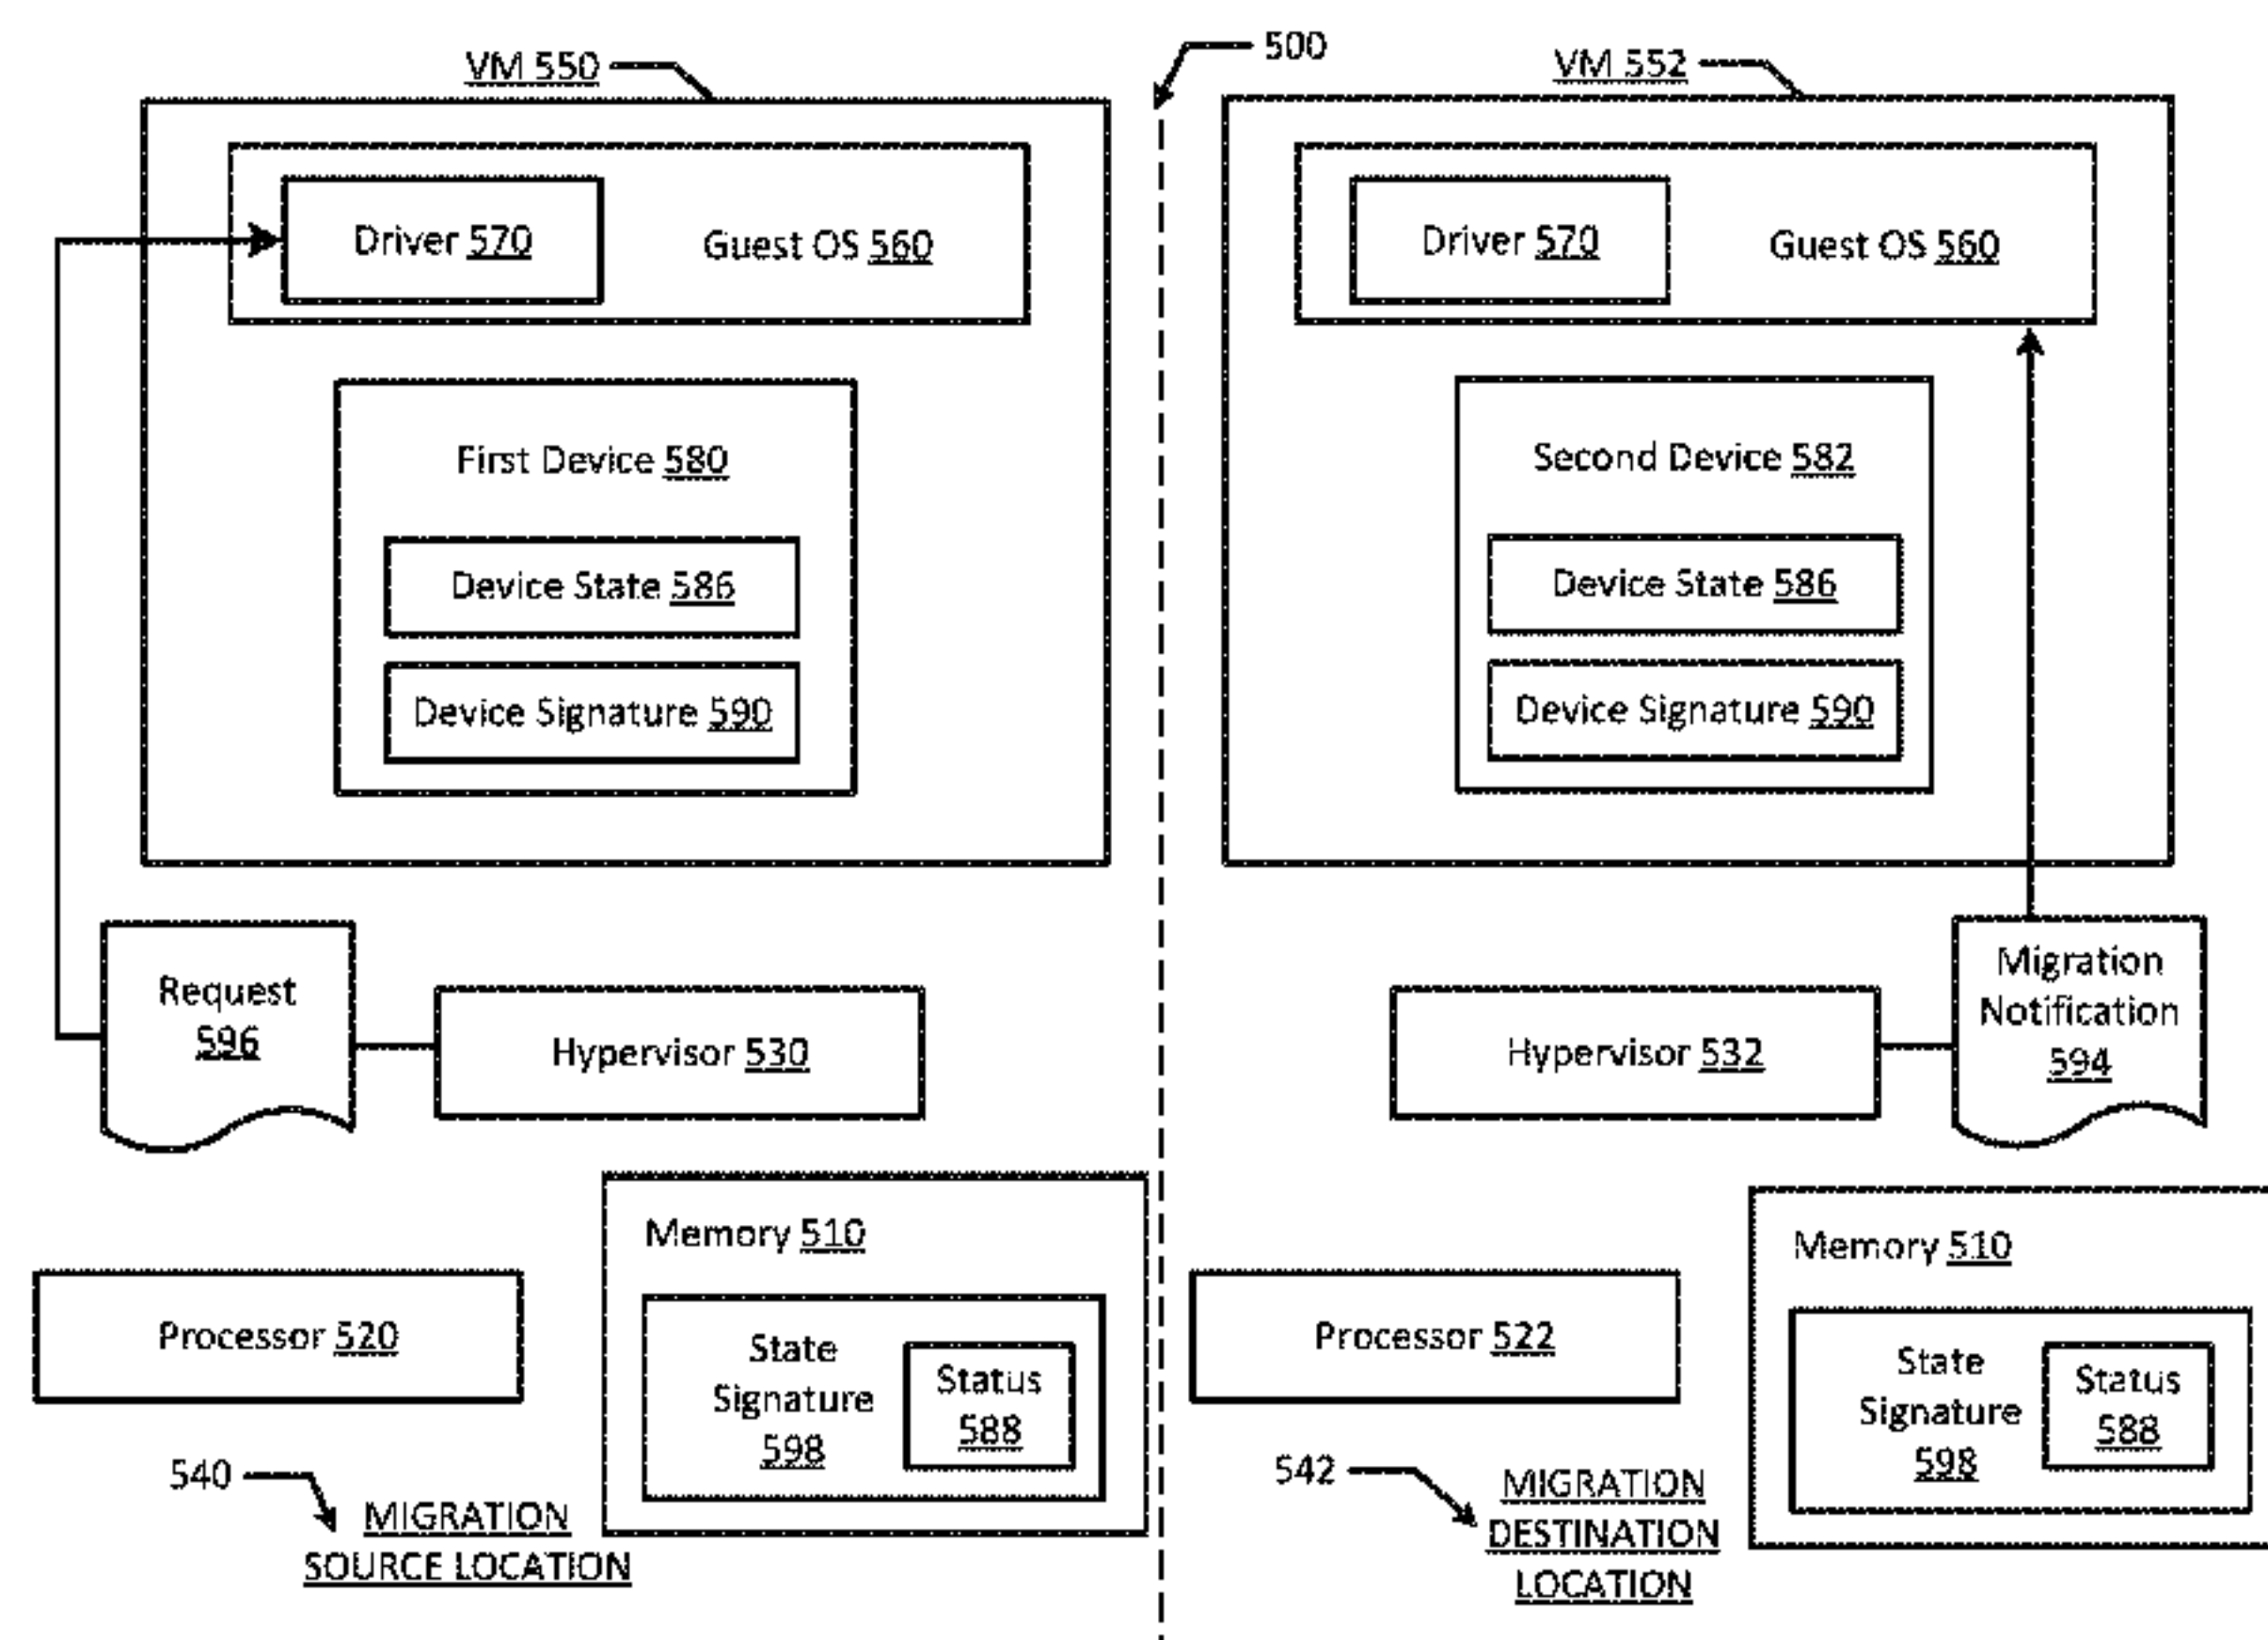 500
VM 550
Driver 570
Guest OS 560
First Device 580
Device State 586
Device Signature 590
Request
596
Hypervisor 530
Memory 510
Processor 520
State
Signature
598
Status
588
540
MIGRATION
SOURCE LOCATION
VM 552
Driver 570
Guest OS 560
Second Device 582
Device State 586
Device Signature 590
Migration
Notification
594
Hypervisor 532
Memory 510
Processor 522
State
Signature
598
Status
588
542
MIGRATION
DESTINATION
LOCATION